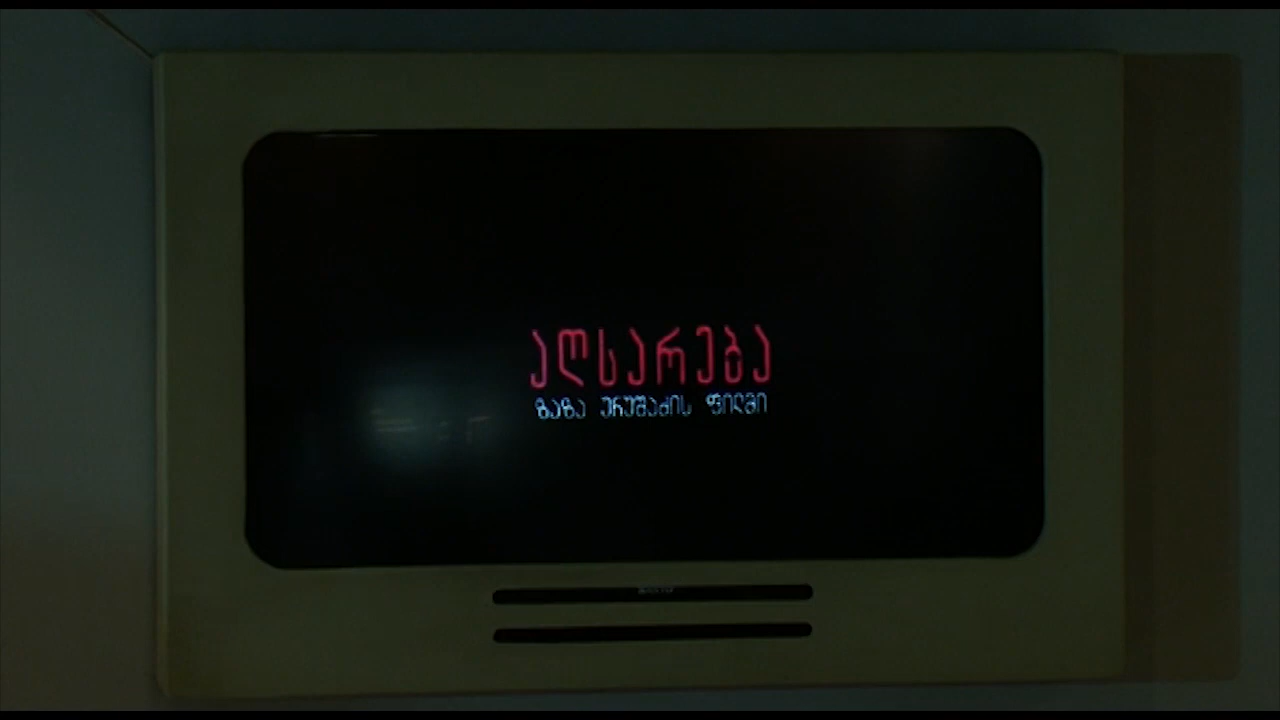 აღსარება
ზაზა ურუშაძის ფილმი